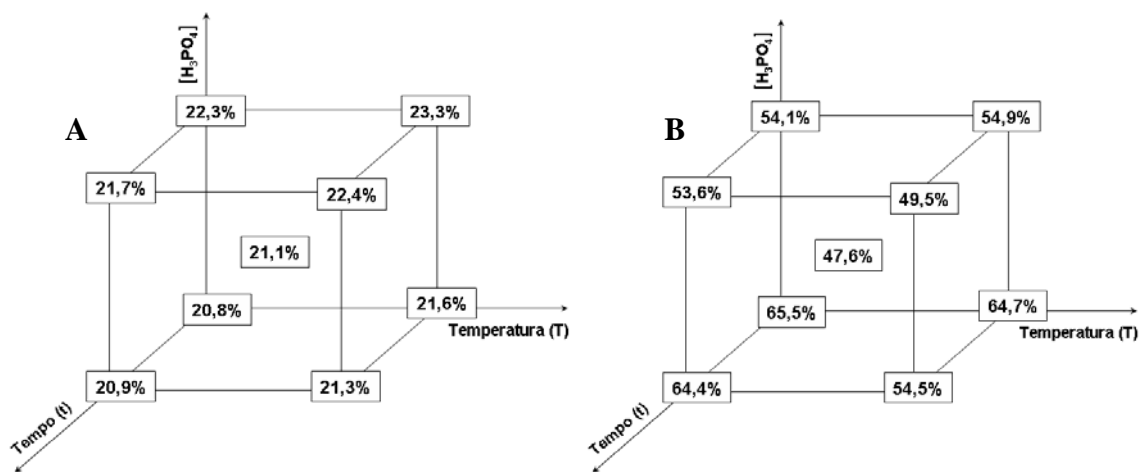 A
[H₃PO₄]
22,3%
23,3%
21,7%
22,4%
21,1%
20,8%
21,6%
Temperatura (T)
20,9%
21,3%
Tempo (t)
B
[H₃PO₄]
54,1%
54,9%
53,6%
49,5%
47,6%
65,5%
64,7%
Temperatura (T)
64,4%
54,5%
Tempo (t)